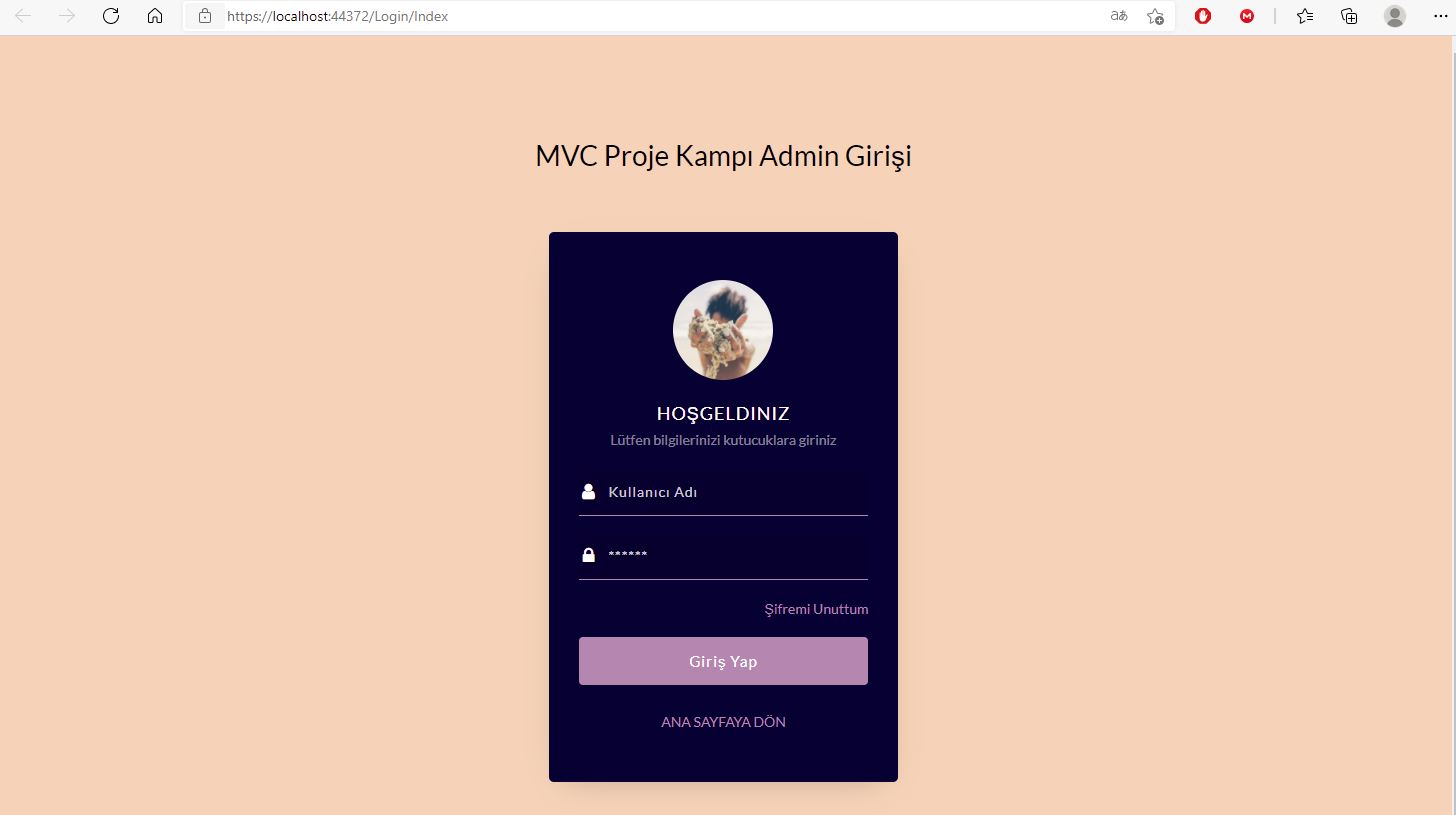 https://localhost:44372/Login/Index
MVC Proje Kampı Admin Girişi
HOŞGELDINIZ
Lütfen bilgilerinizi kutucuklara giriniz
Kullanıcı Adı
******
Şifremi Unuttum
Giriş Yap
ANA SAYFAYA DÖN